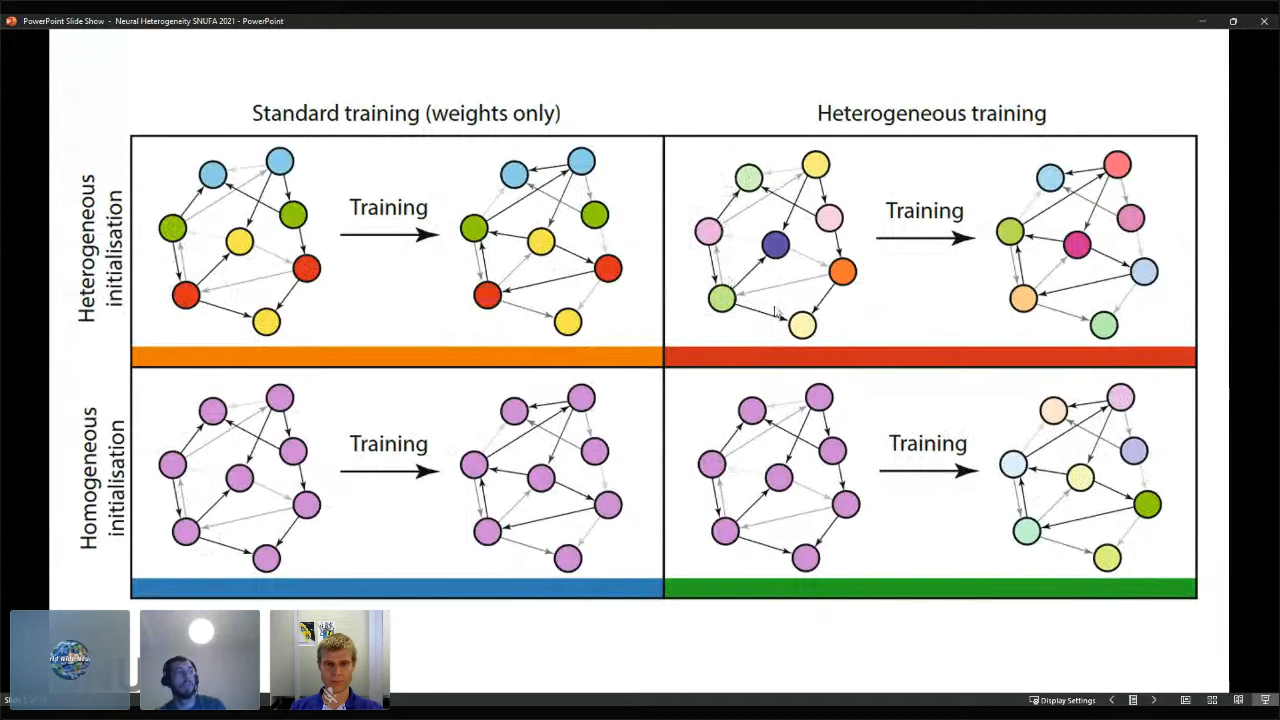 PowerPoint Slide Show - Neural Heterogeneity SNUFA 2021 - PowerPoint
Standard training (weights only)
Heterogeneous training
Heterogeneous
initialisation
Training
Training
Homogeneous
initialisation
Training
Training
Display Settings